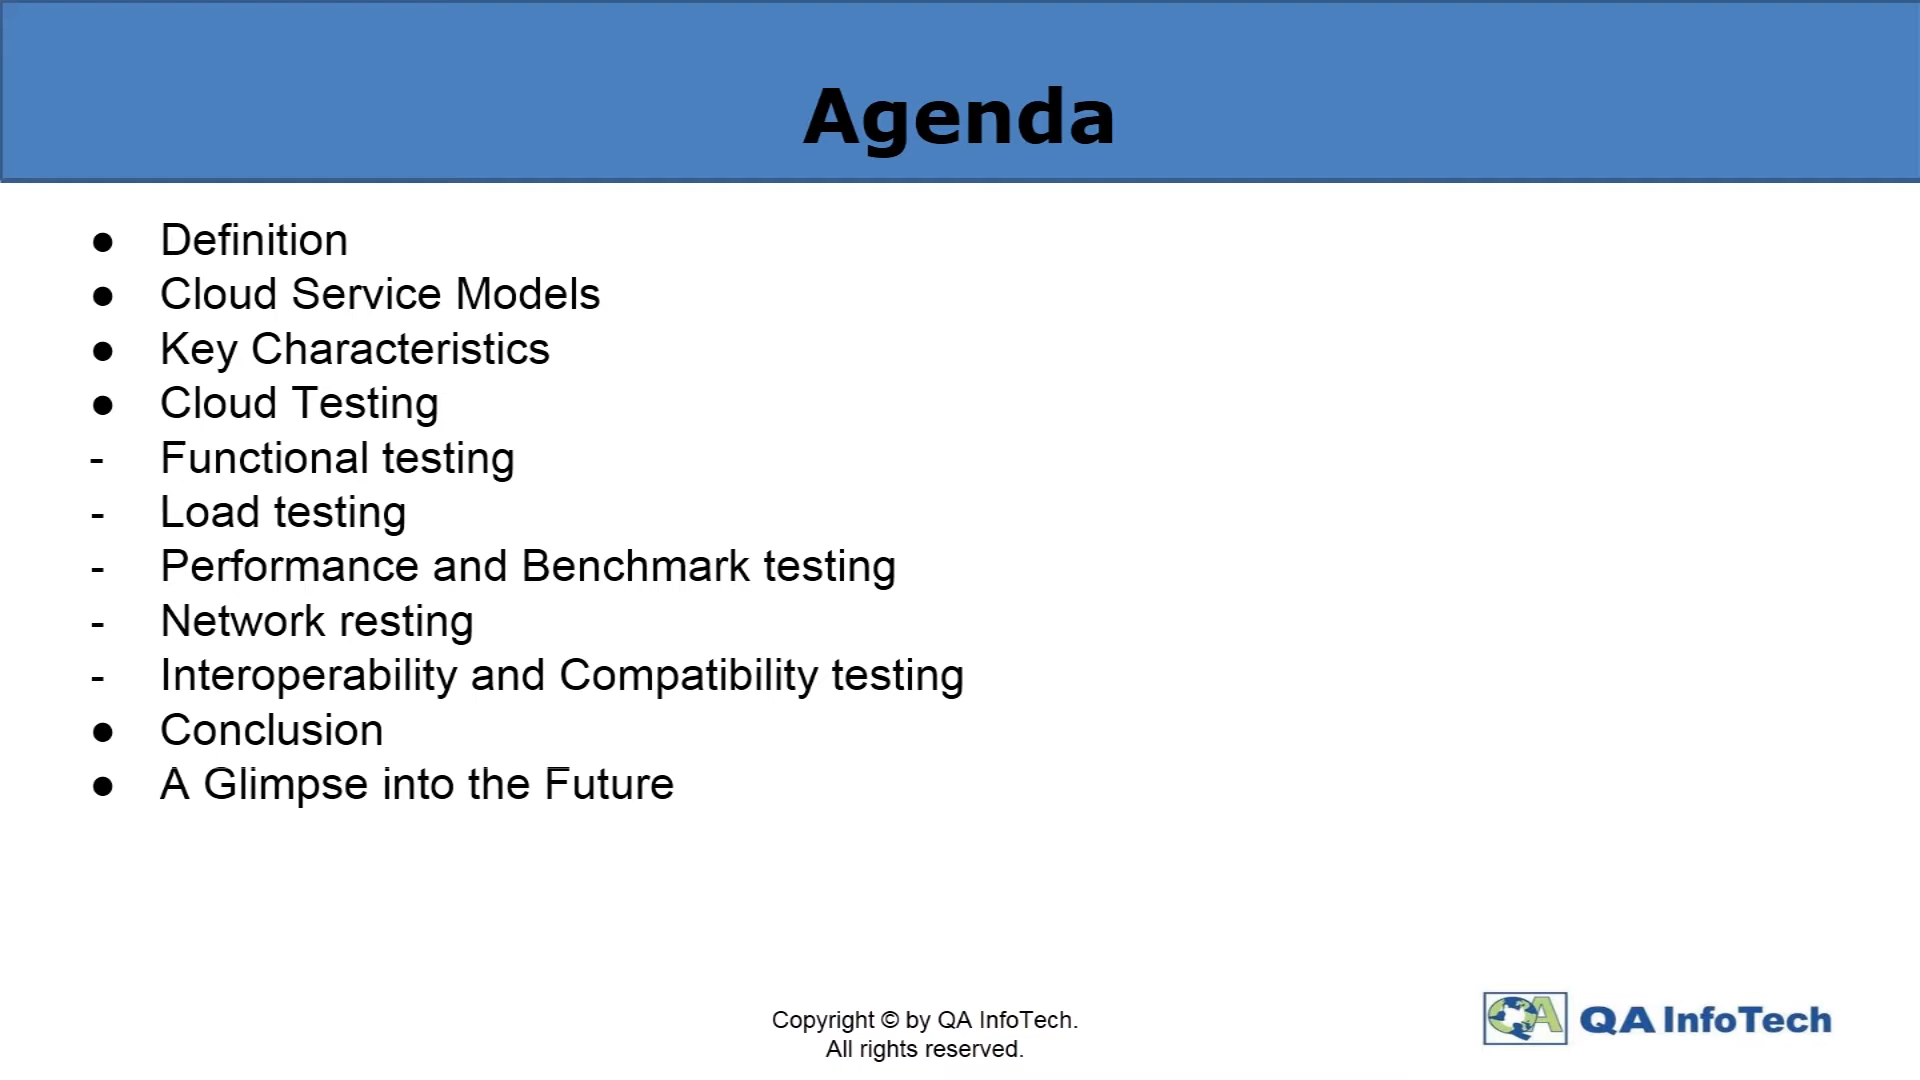 Agenda
● Definition
● Cloud Service Models
● Key Characteristics
● Cloud Testing
- Functional testing
- Load testing
- Performance and Benchmark testing
- Network resting
- Interoperability and Compatibility testing
● Conclusion
● A Glimpse into the Future
Copyright © by QA InfoTech.
All rights reserved.
QA QA InfoTech